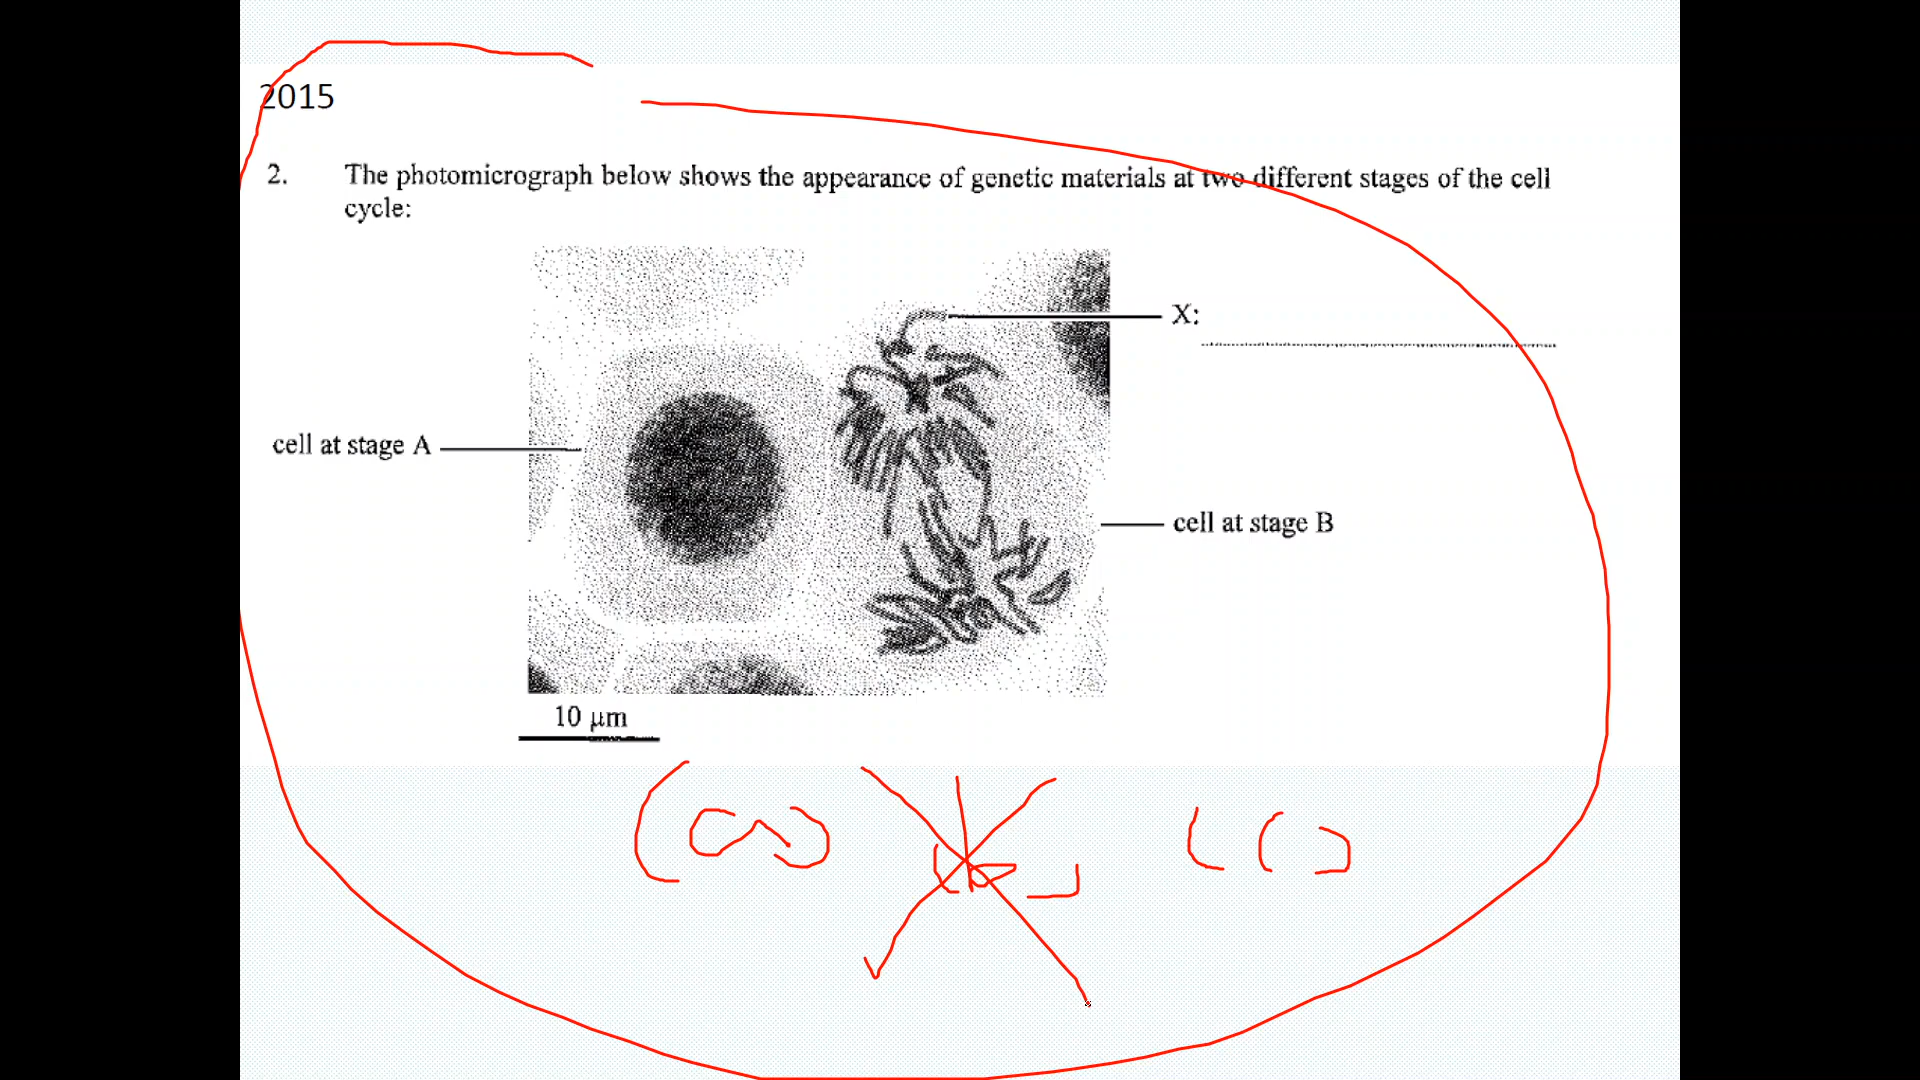 2015
2. The photomicrograph below shows the appearance of genetic materials at two different stages of the cell
cycle:
X:
cell at stage A
cell at stage B
10 μm